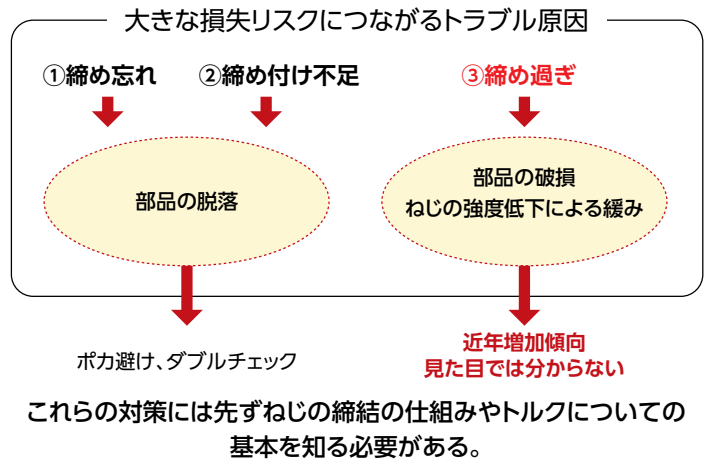 大きな損失リスクにつながるトラブル原因
①締め忘れ
②締め付け不足
③締め過ぎ
部品の脱落
部品の破損
ねじの強度低下による緩み
ポカ避け、ダブルチェック
近年増加傾向
見た目では分からない
これらの対策には先ずねじの締結の仕組みやトルクについての
基本を知る必要がある。